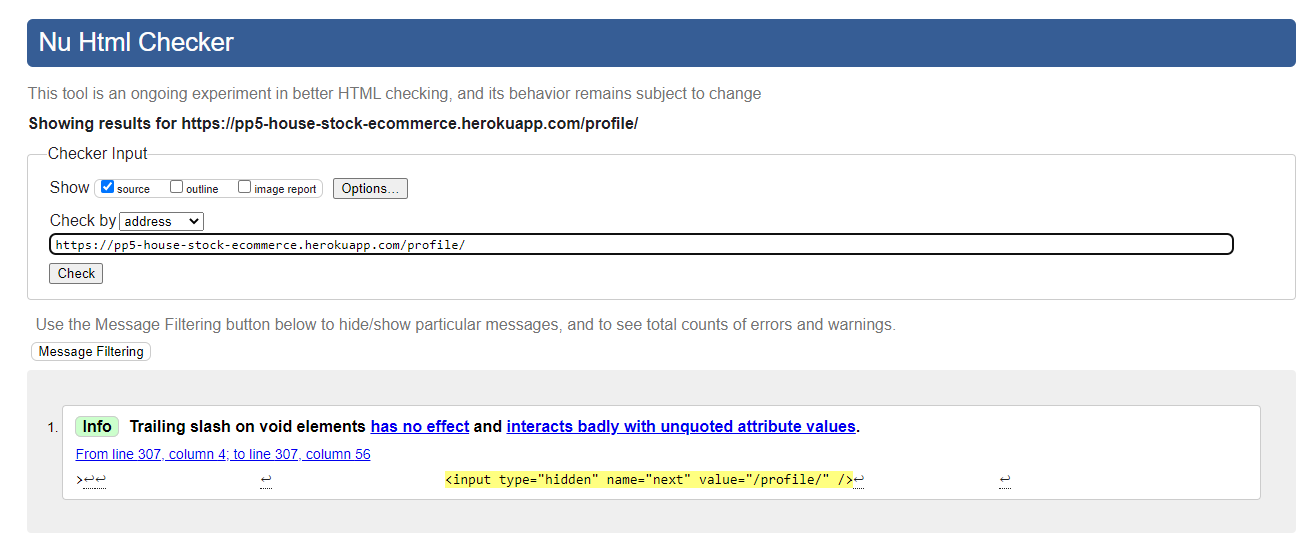 Nu Html Checker
This tool is an ongoing experiment in better HTML checking, and its behavior remains subject to change
Showing results for https://pp5-house-stock-ecommerce.herokuapp.com/profile/
Checker Input
Show source outline image report Options...
Check by address
https://pp5-house-stock-ecommerce.herokuapp.com/profile/
Check
Use the Message Filtering button below to hide/show particular messages, and to see total counts of errors and warnings.
Message Filtering
1. Info Trailing slash on void elements has no effect and interacts badly with unquoted attribute values.
From line 307, column 4; to line 307, column 56
>↩↩ ↩ <input type="hidden" name="next" value="/profile/" />↩ ↩